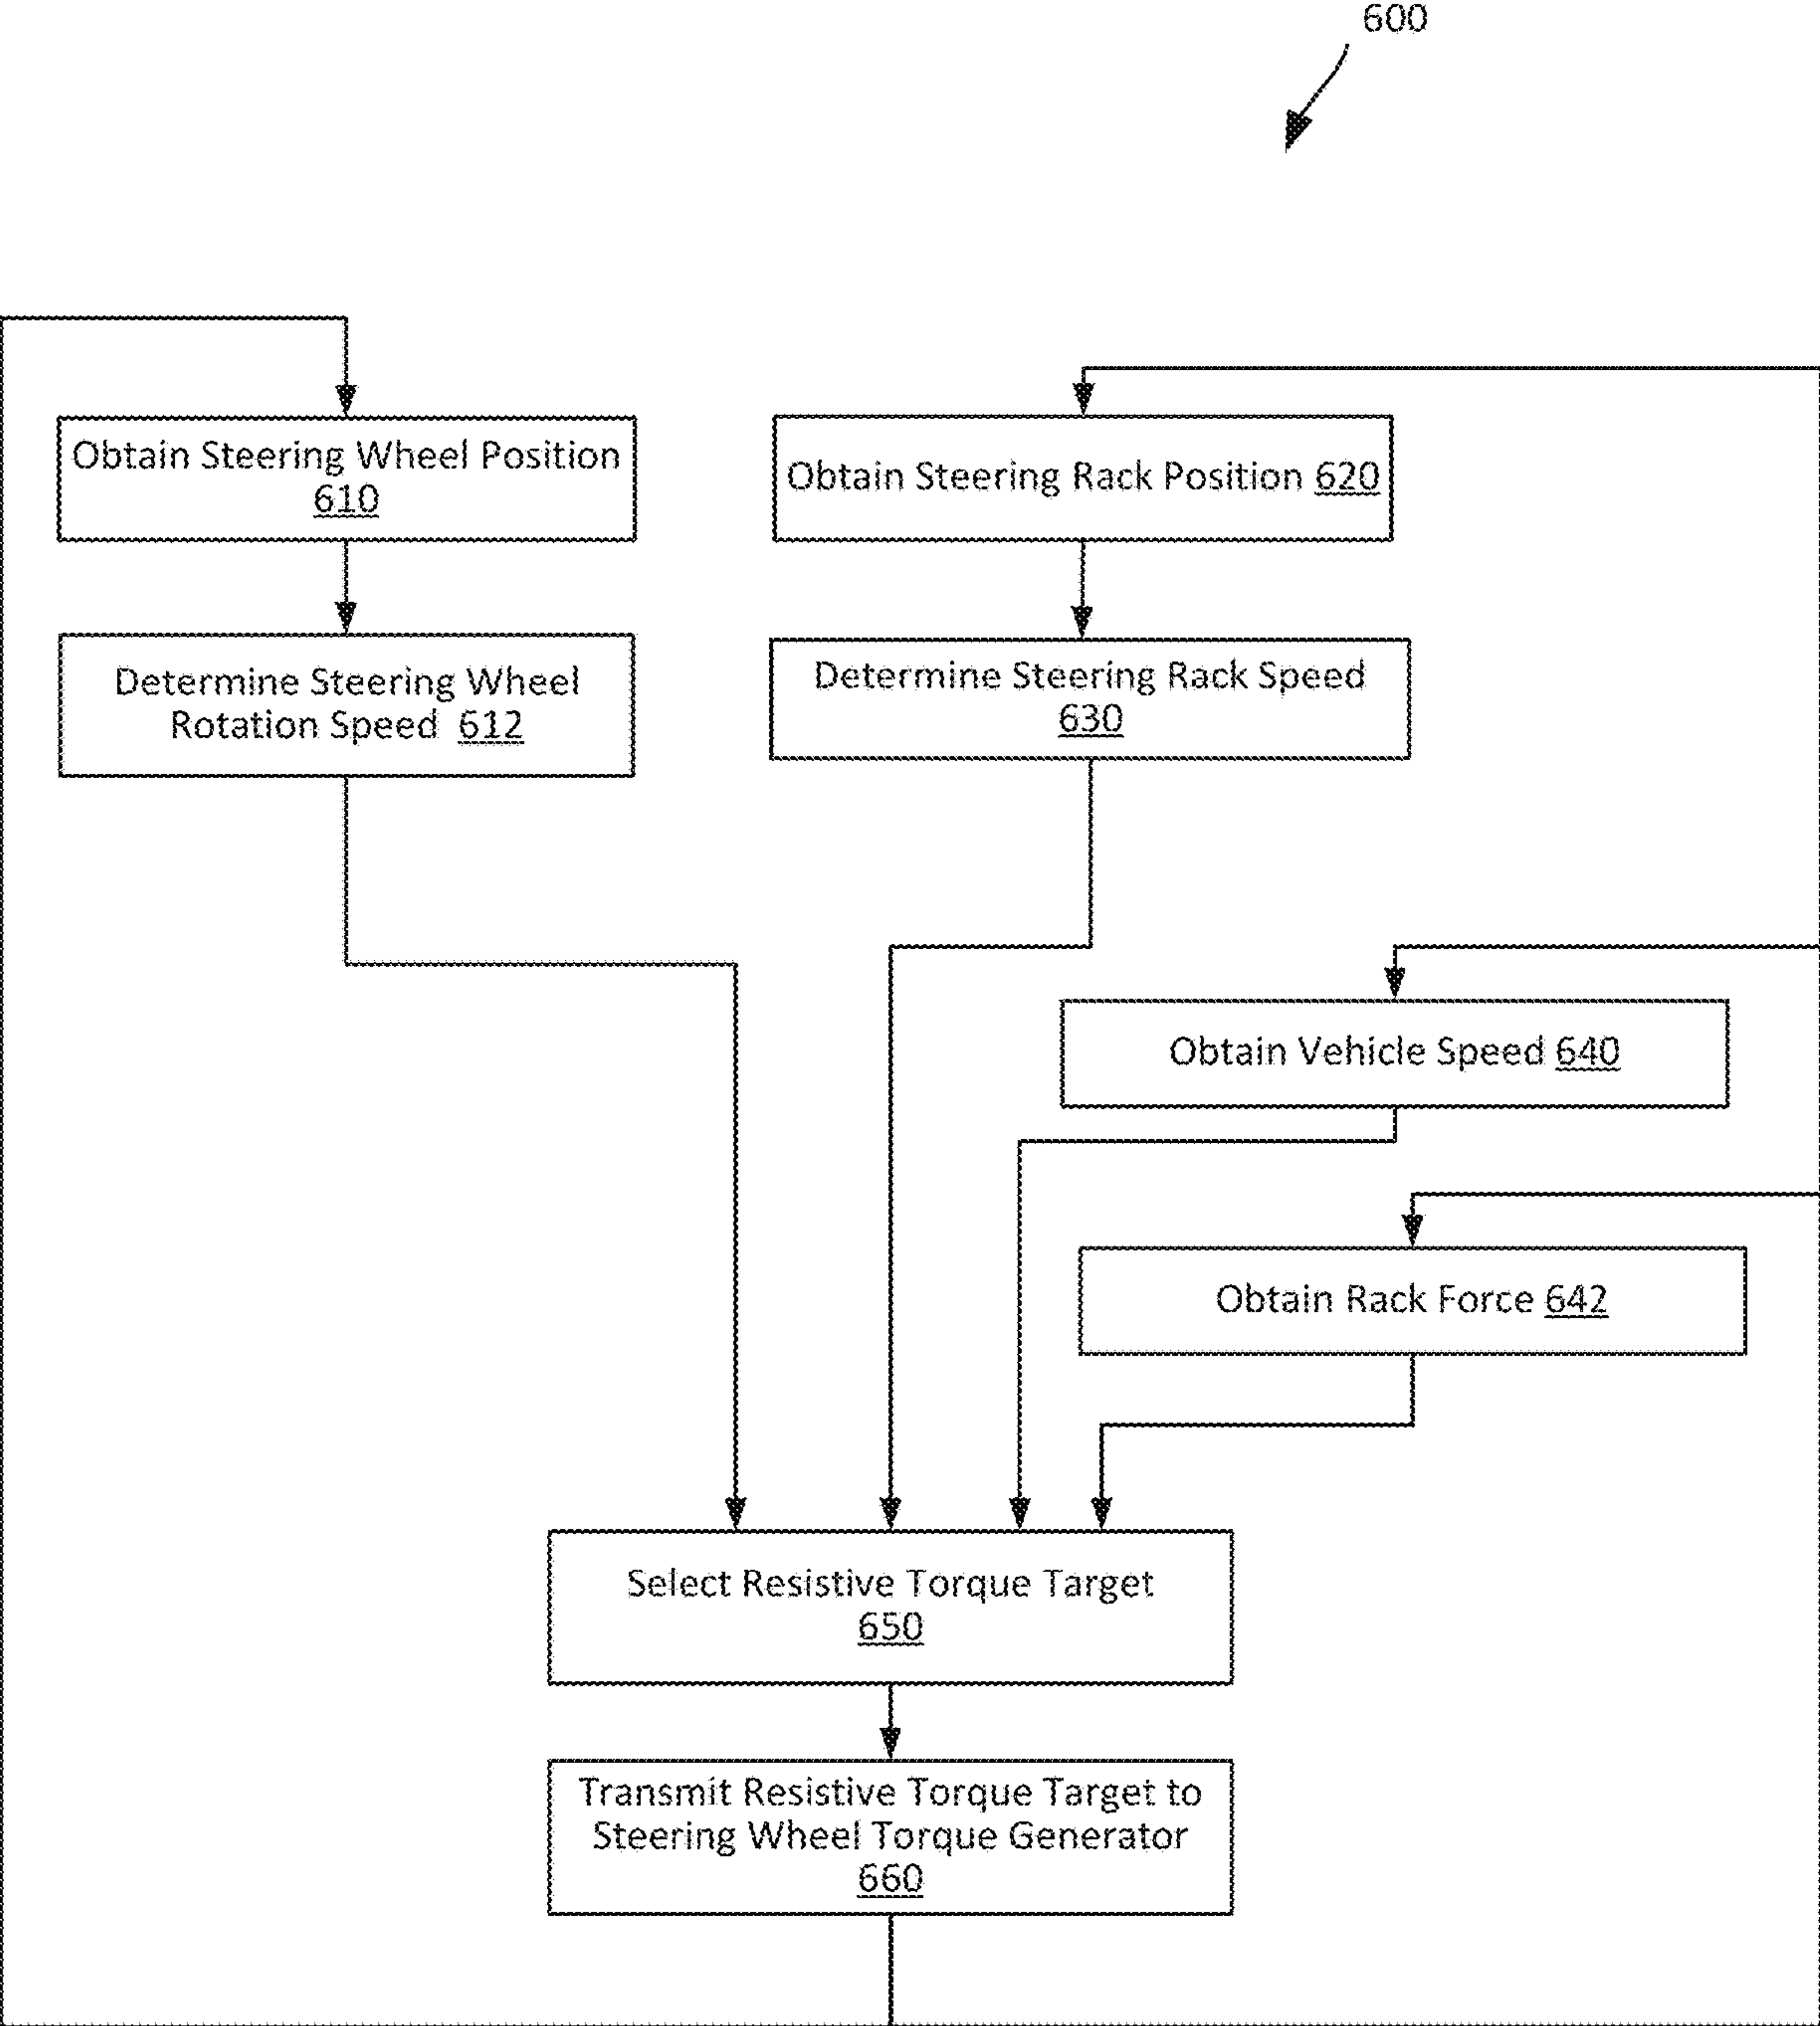 600
Obtain Steering Wheel Position
610
Obtain Steering Rack Position 620
Determine Steering Wheel
Rotation Speed 612
Determine Steering Rack Speed
630
Obtain Vehicle Speed 640
Obtain Rack Force 642
Select Resistive Torque Target
650
Transmit Resistive Torque Target to
Steering Wheel Torque Generator
660